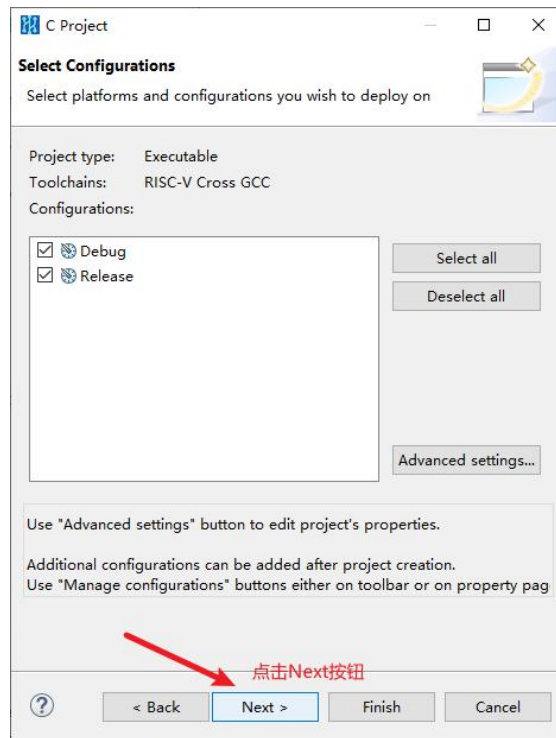 C Project
Select Configurations
Select platforms and configurations you wish to deploy on
Project type: Executable
Toolchains: RISC-V Cross GCC
Configurations:
Debug
Release
Select all
Deselect all
Advanced settings...
Use "Advanced settings" button to edit project's properties.
Additional configurations can be added after project creation.
Use "Manage configurations" buttons either on toolbar or on property pag
点击Next按钮
? < Back Next > Finish Cancel